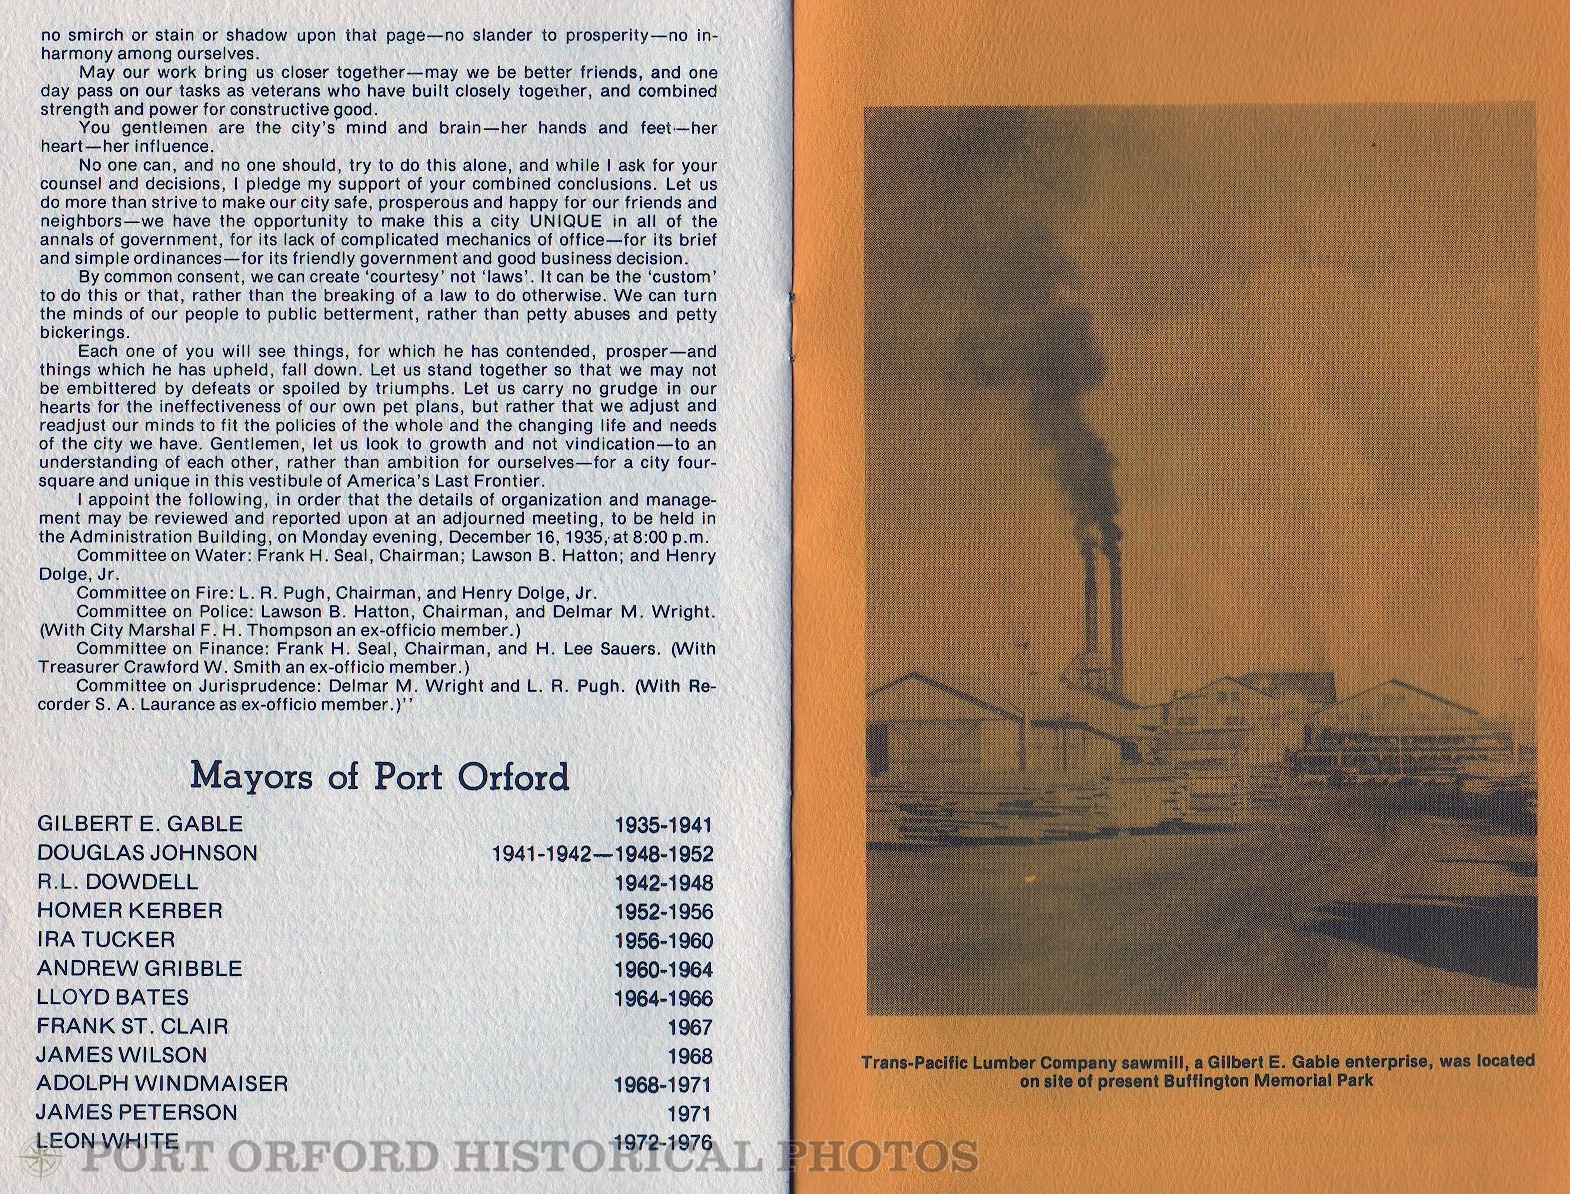 no smirch or stain or shadow upon that page—no slander to prosperity—no in-
harmony among ourselves.
May our work bring us closer together—may we be better friends, and one
day pass on our tasks as veterans who have built closely together, and combined
strength and power for constructive good.
You gentlemen are the city's mind and brain—her hands and feet—her
heart—her influence.
No one can, and no one should, try to do this alone, and while I ask for your
counsel and decisions, I pledge my support of your combined conclusions. Let us
do more than strive to make our city safe, prosperous and happy for our friends and
neighbors—we have the opportunity to make this a city UNIQUE in all of the
annals of government, for its lack of complicated mechanics of office—for its brief
and simple ordinances—for its friendly government and good business decision.
By common consent, we can create 'courtesy' not 'laws'. It can be the 'custom'
to do this or that, rather than the breaking of a law to do otherwise. We can turn
the minds of our people to public betterment, rather than petty abuses and petty
bickerings.
Each one of you will see things, for which he has contended, prosper—and
things which he has upheld, fall down. Let us stand together so that we may not
be embittered by defeats or spoiled by triumphs. Let us carry no grudge in our
hearts for the ineffectiveness of our own pet plans, but rather that we adjust and
readjust our minds to fit the policies of the whole and the changing life and needs
of the city we have. Gentlemen, let us look to growth and not vindication—to an
understanding of each other, rather than ambition for ourselves—for a city four-
square and unique in this vestibule of America's Last Frontier.
I appoint the following, in order that the details of organization and manage-
ment may be reviewed and reported upon at an adjourned meeting, to be held in
the Administration Building, on Monday evening, December 16, 1935, at 8:00 p.m.
Committee on Water: Frank H. Seal, Chairman; Lawson B. Hatton; and Henry
Dolge, Jr.
Committee on Fire: L. R. Pugh, Chairman, and Henry Dolge, Jr.
Committee on Police: Lawson B. Hatton, Chairman, and Delmar M. Wright.
(With City Marshal F. H. Thompson an ex-officio member.)
Committee on Finance: Frank H. Seal, Chairman, and H. Lee Sauers. (With
Treasurer Crawford W. Smith an ex-officio member.)
Committee on Jurisprudence: Delmar M. Wright and L. R. Pugh. (With Re-
corder S. A. Laurance as ex-officio member.)''
Mayors of Port Orford
GILBERT E. GABLE 1935-1941
DOUGLAS JOHNSON 1941-1942—1948-1952
R.L. DOWDELL 1942-1948
HOMER KERBER 1952-1956
IRA TUCKER 1956-1960
ANDREW GRIBBLE 1960-1964
LLOYD BATES 1964-1966
FRANK ST. CLAIR 1967
JAMES WILSON 1968
ADOLPH WINDMAISER 1968-1971
JAMES PETERSON 1971
LEON WHITE 1972-1976
Trans-Pacific Lumber Company sawmill, a Gilbert E. Gable enterprise, was located
on site of present Buffington Memorial Park
PORT ORFORD HISTORICAL PHOTOS